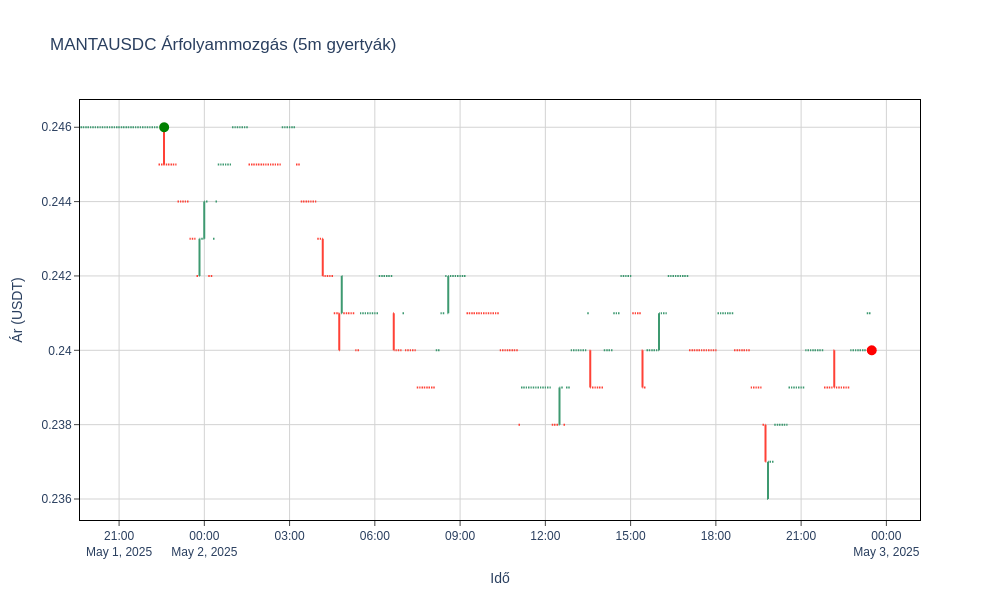 MANTAUSDC Árfolyammozgás (5m gyertyák)
0.246
0.244
0.242
0.24
0.238
0.236
Ár (USDT)
21:00 00:00 03:00 06:00 09:00 12:00 15:00 18:00 21:00 00:00
May 1, 2025 May 2, 2025 May 3, 2025
Idő